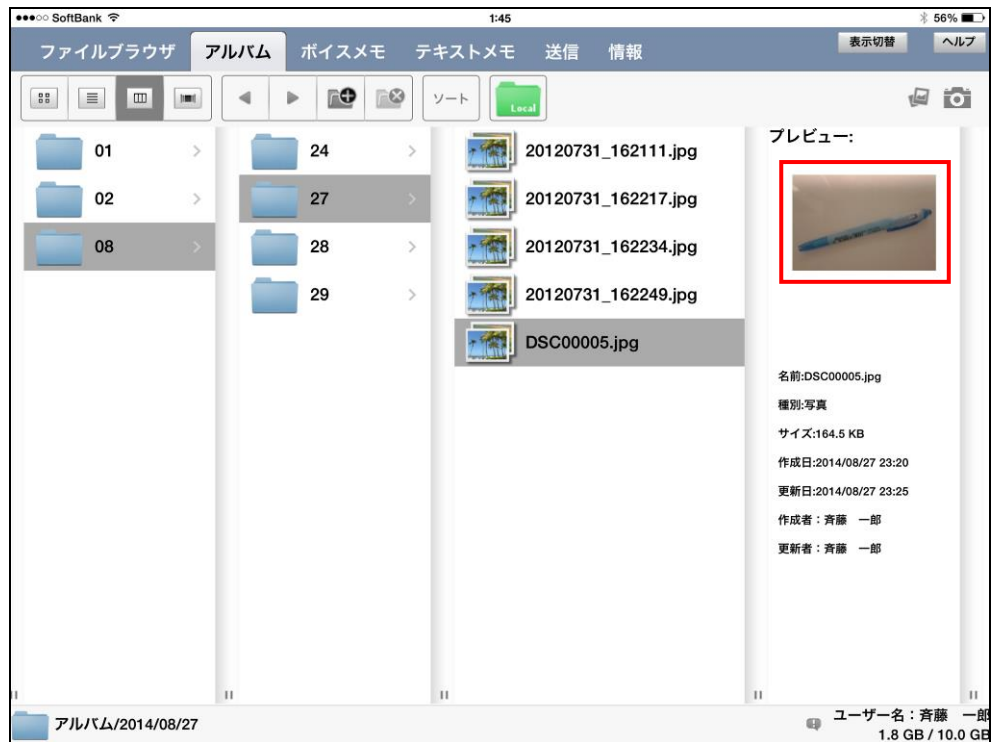 SoftBank 1:45 56%
ファイルブラウザ アルバム ボイスメモ テキストメモ 送信 情報 表示切替 ヘルプ
ソート Local
01 24 20120731_162111.jpg プレビュー:
02 27 20120731_162217.jpg
08 28 20120731_162234.jpg
29 20120731_162249.jpg
DSC00005.jpg
名前:DSC00005.jpg
種別:写真
サイズ:164.5 KB
作成日:2014/08/27 23:20
更新日:2014/08/27 23:25
作成者：斉藤　一郎
更新者：斉藤　一郎
アルバム/2014/08/27 ユーザー名：斉藤　一郎
1.8 GB / 10.0 GB